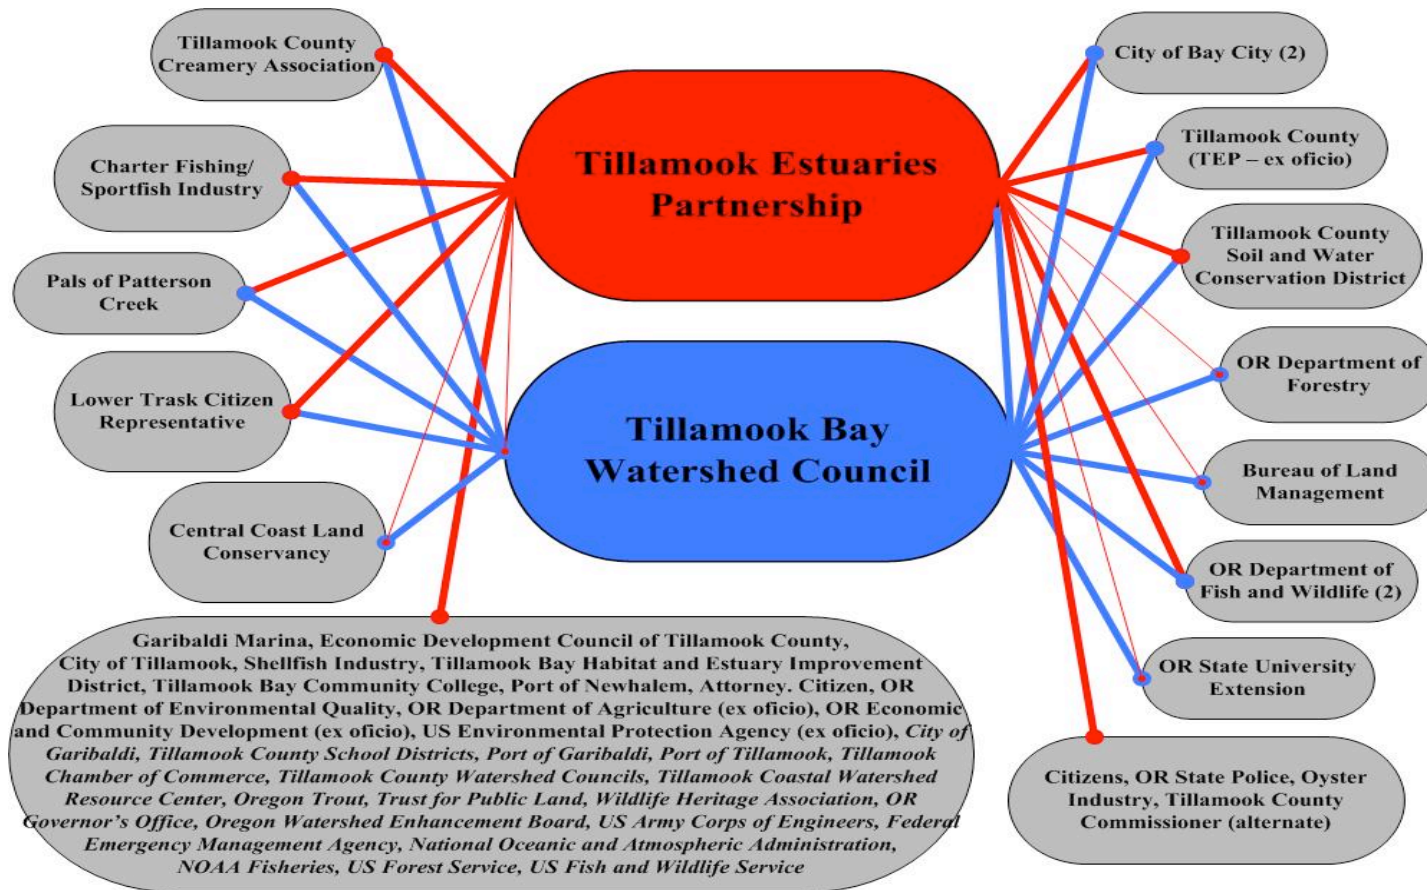 Tillamook County
Creamery Association
Charter Fishing/
Sportfish Industry
Pals of Patterson
Creek
Lower Trask Citizen
Representative
Central Coast Land
Conservancy
Tillamook Estuaries
Partnership
Tillamook Bay
Watershed Council
City of Bay City (2)
Tillamook County
(TEP – ex oficio)
Tillamook County
Soil and Water
Conservation District
OR Department of
Forestry
Bureau of Land
Management
OR Department of
Fish and Wildlife (2)
OR State University
Extension
Garibaldi Marina, Economic Development Council of Tillamook County,
City of Tillamook, Shellfish Industry, Tillamook Bay Habitat and Estuary Improvement
District, Tillamook Bay Community College, Port of Newhalem, Attorney. Citizen, OR
Department of Environmental Quality, OR Department of Agriculture (ex oficio), OR Economic
and Community Development (ex oficio), US Environmental Protection Agency (ex oficio), City of
Garibaldi, Tillamook County School Districts, Port of Garibaldi, Port of Tillamook, Tillamook
Chamber of Commerce, Tillamook County Watershed Councils, Tillamook Coastal Watershed
Resource Center, Oregon Trout, Trust for Public Land, Wildlife Heritage Association, OR
Governor's Office, Oregon Watershed Enhancement Board, US Army Corps of Engineers, Federal
Emergency Management Agency, National Oceanic and Atmospheric Administration,
NOAA Fisheries, US Forest Service, US Fish and Wildlife Service
Citizens, OR State Police, Oyster
Industry, Tillamook County
Commissioner (alternate)